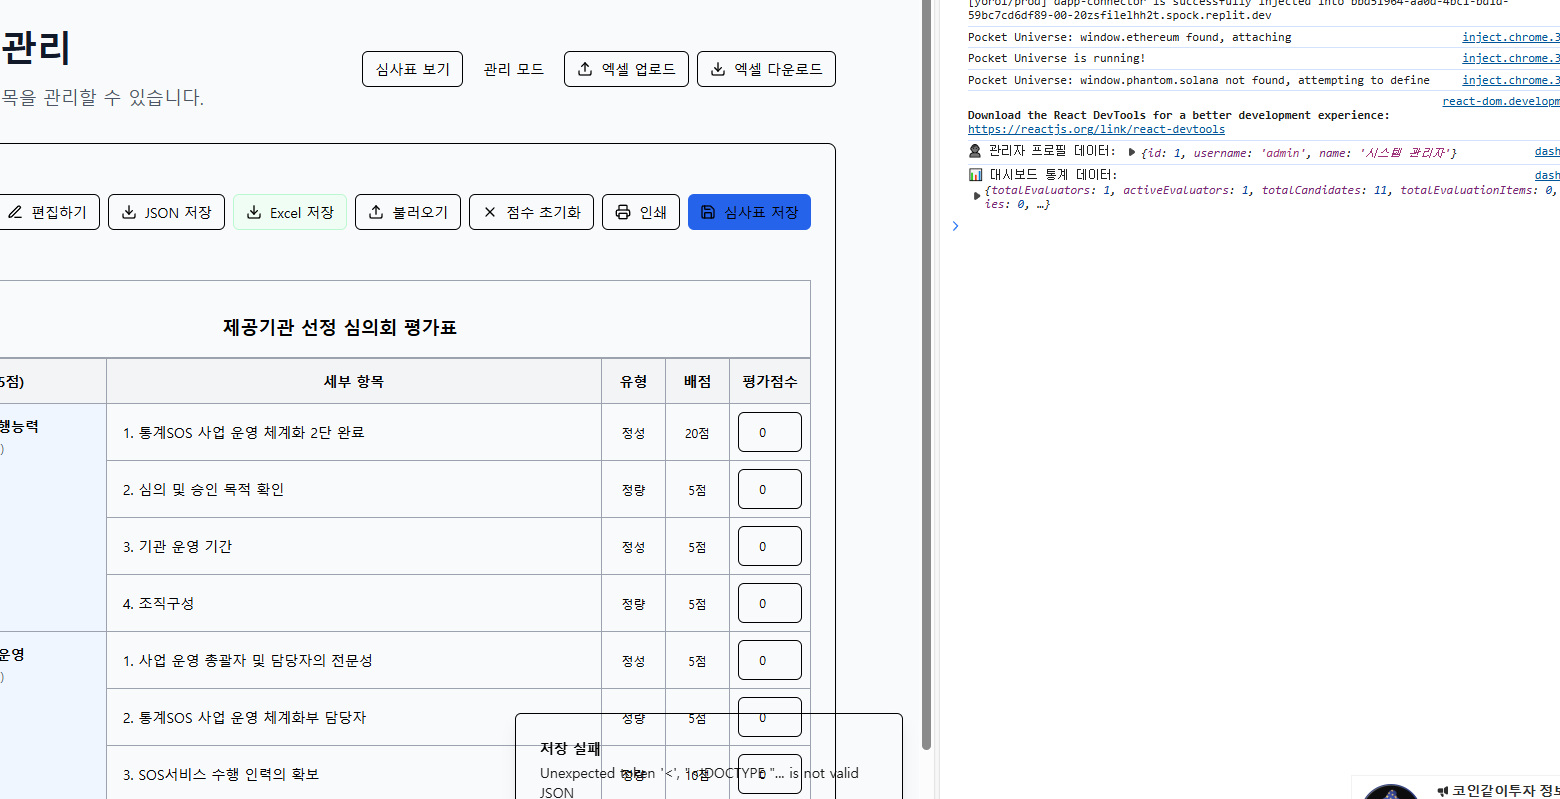 관리
목을 관리할 수 있습니다.
심사표 보기
관리 모드
엑셀 업로드
엑셀 다운로드
편집하기
JSON 저장
Excel 저장
불러오기
점수 초기화
인쇄
심사표 저장
제공기관 선정 심의회 평가표
5점)
세부 항목
유형
배점
평가점수
행능력
)
1. 통계SOS 사업 운영 체계화 2단 완료
정성
20점
0
2. 심의 및 승인 목적 확인
정량
5점
0
3. 기관 운영 기간
정성
5점
0
4. 조직구성
정량
5점
0
운영
)
1. 사업 운영 총괄자 및 담당자의 전문성
정성
5점
0
2. 통계SOS 사업 운영 체계화부 담당자
정량
5점
0
3. SOS서비스 수행 인력의 확보
정량
10점
0
저장 실패
Unexpected token '<', "<!DOCTYPE "... is not valid
JSON
[yoroi/prod] dapp-connector is successfully injected into
59bc7cd6df89-00-20zsfilelhh2t.spock.replit.dev
Pocket Universe: window.ethereum found, attaching
inject.chrome.3
Pocket Universe is running!
inject.chrome.3
Pocket Universe: window.phantom.solana not found, attempting to define
inject.chrome.3
react-dom.developm
Download the React DevTools for a better development experience:
https://reactjs.org/link/react-devtools
관리자 프로필 데이터: ▶ {id: 1, username: 'admin', name: '시스템 관리자'}
dash
대시보드 통계 데이터:
dash
▶ {totalEvaluators: 1, activeEvaluators: 1, totalCandidates: 11, totalEvaluationItems: 0,
ies: 0, …}
코인같이투자 정보